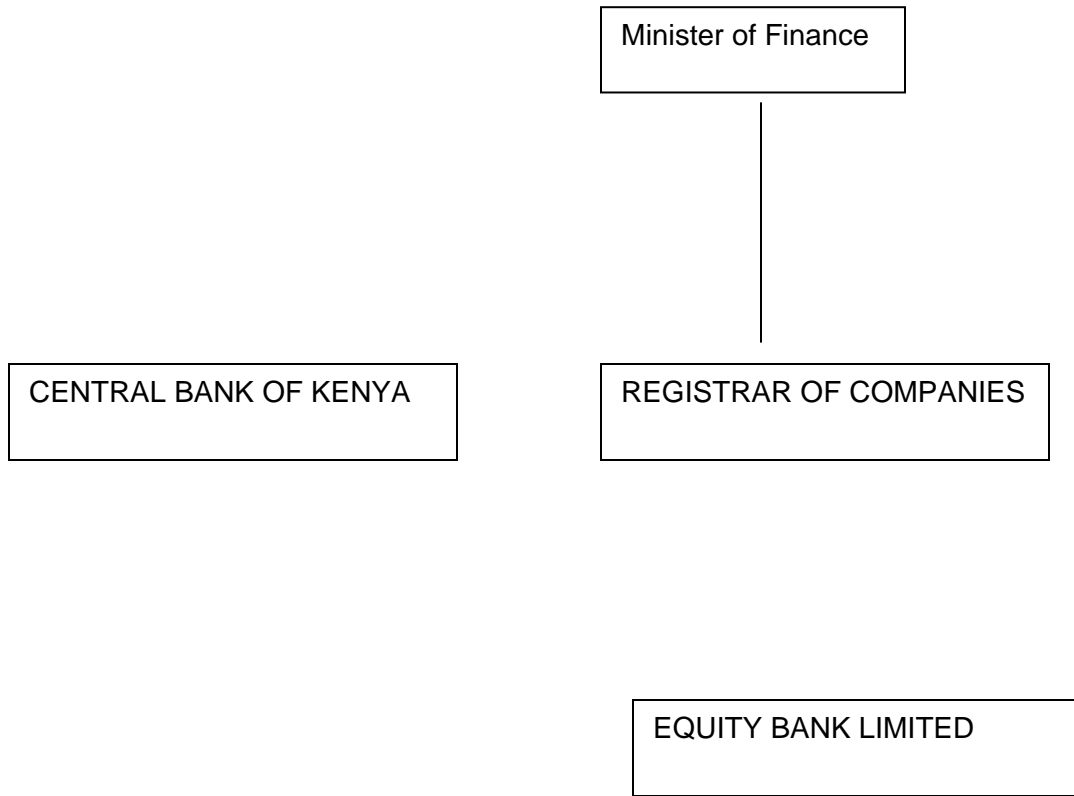 Minister of Finance
CENTRAL BANK OF KENYA
REGISTRAR OF COMPANIES
EQUITY BANK LIMITED